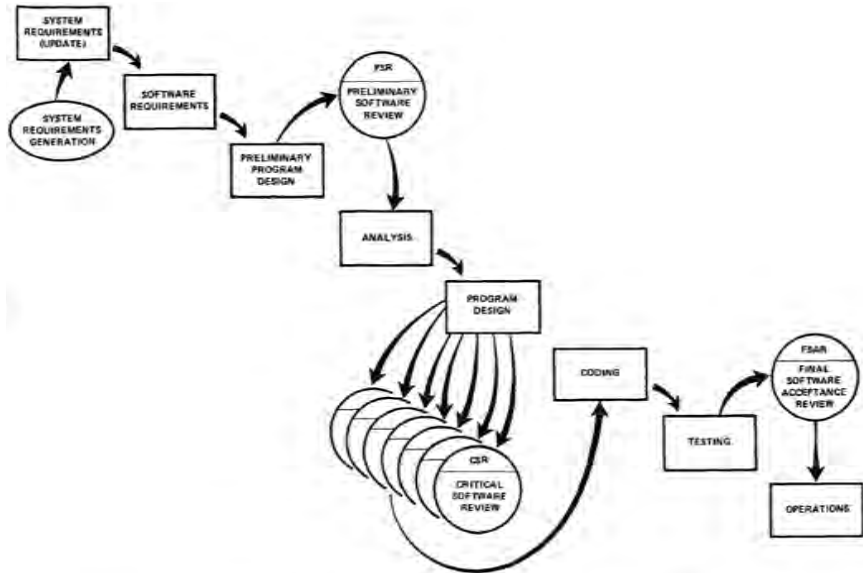 SYSTEM
REQUIREMENTS
(UPDATE)
SYSTEM
REQUIREMENTS
GENERATION
SOFTWARE
REQUIREMENTS
PRELIMINARY
PROGRAM
DESIGN
PSR
PRELIMINARY
SOFTWARE
REVIEW
ANALYSIS
PROGRAM
DESIGN
CSR
CRITICAL
SOFTWARE
REVIEW
CODING
TESTING
FSAR
FINAL
SOFTWARE
ACCEPTANCE
REVIEW
OPERATIONS